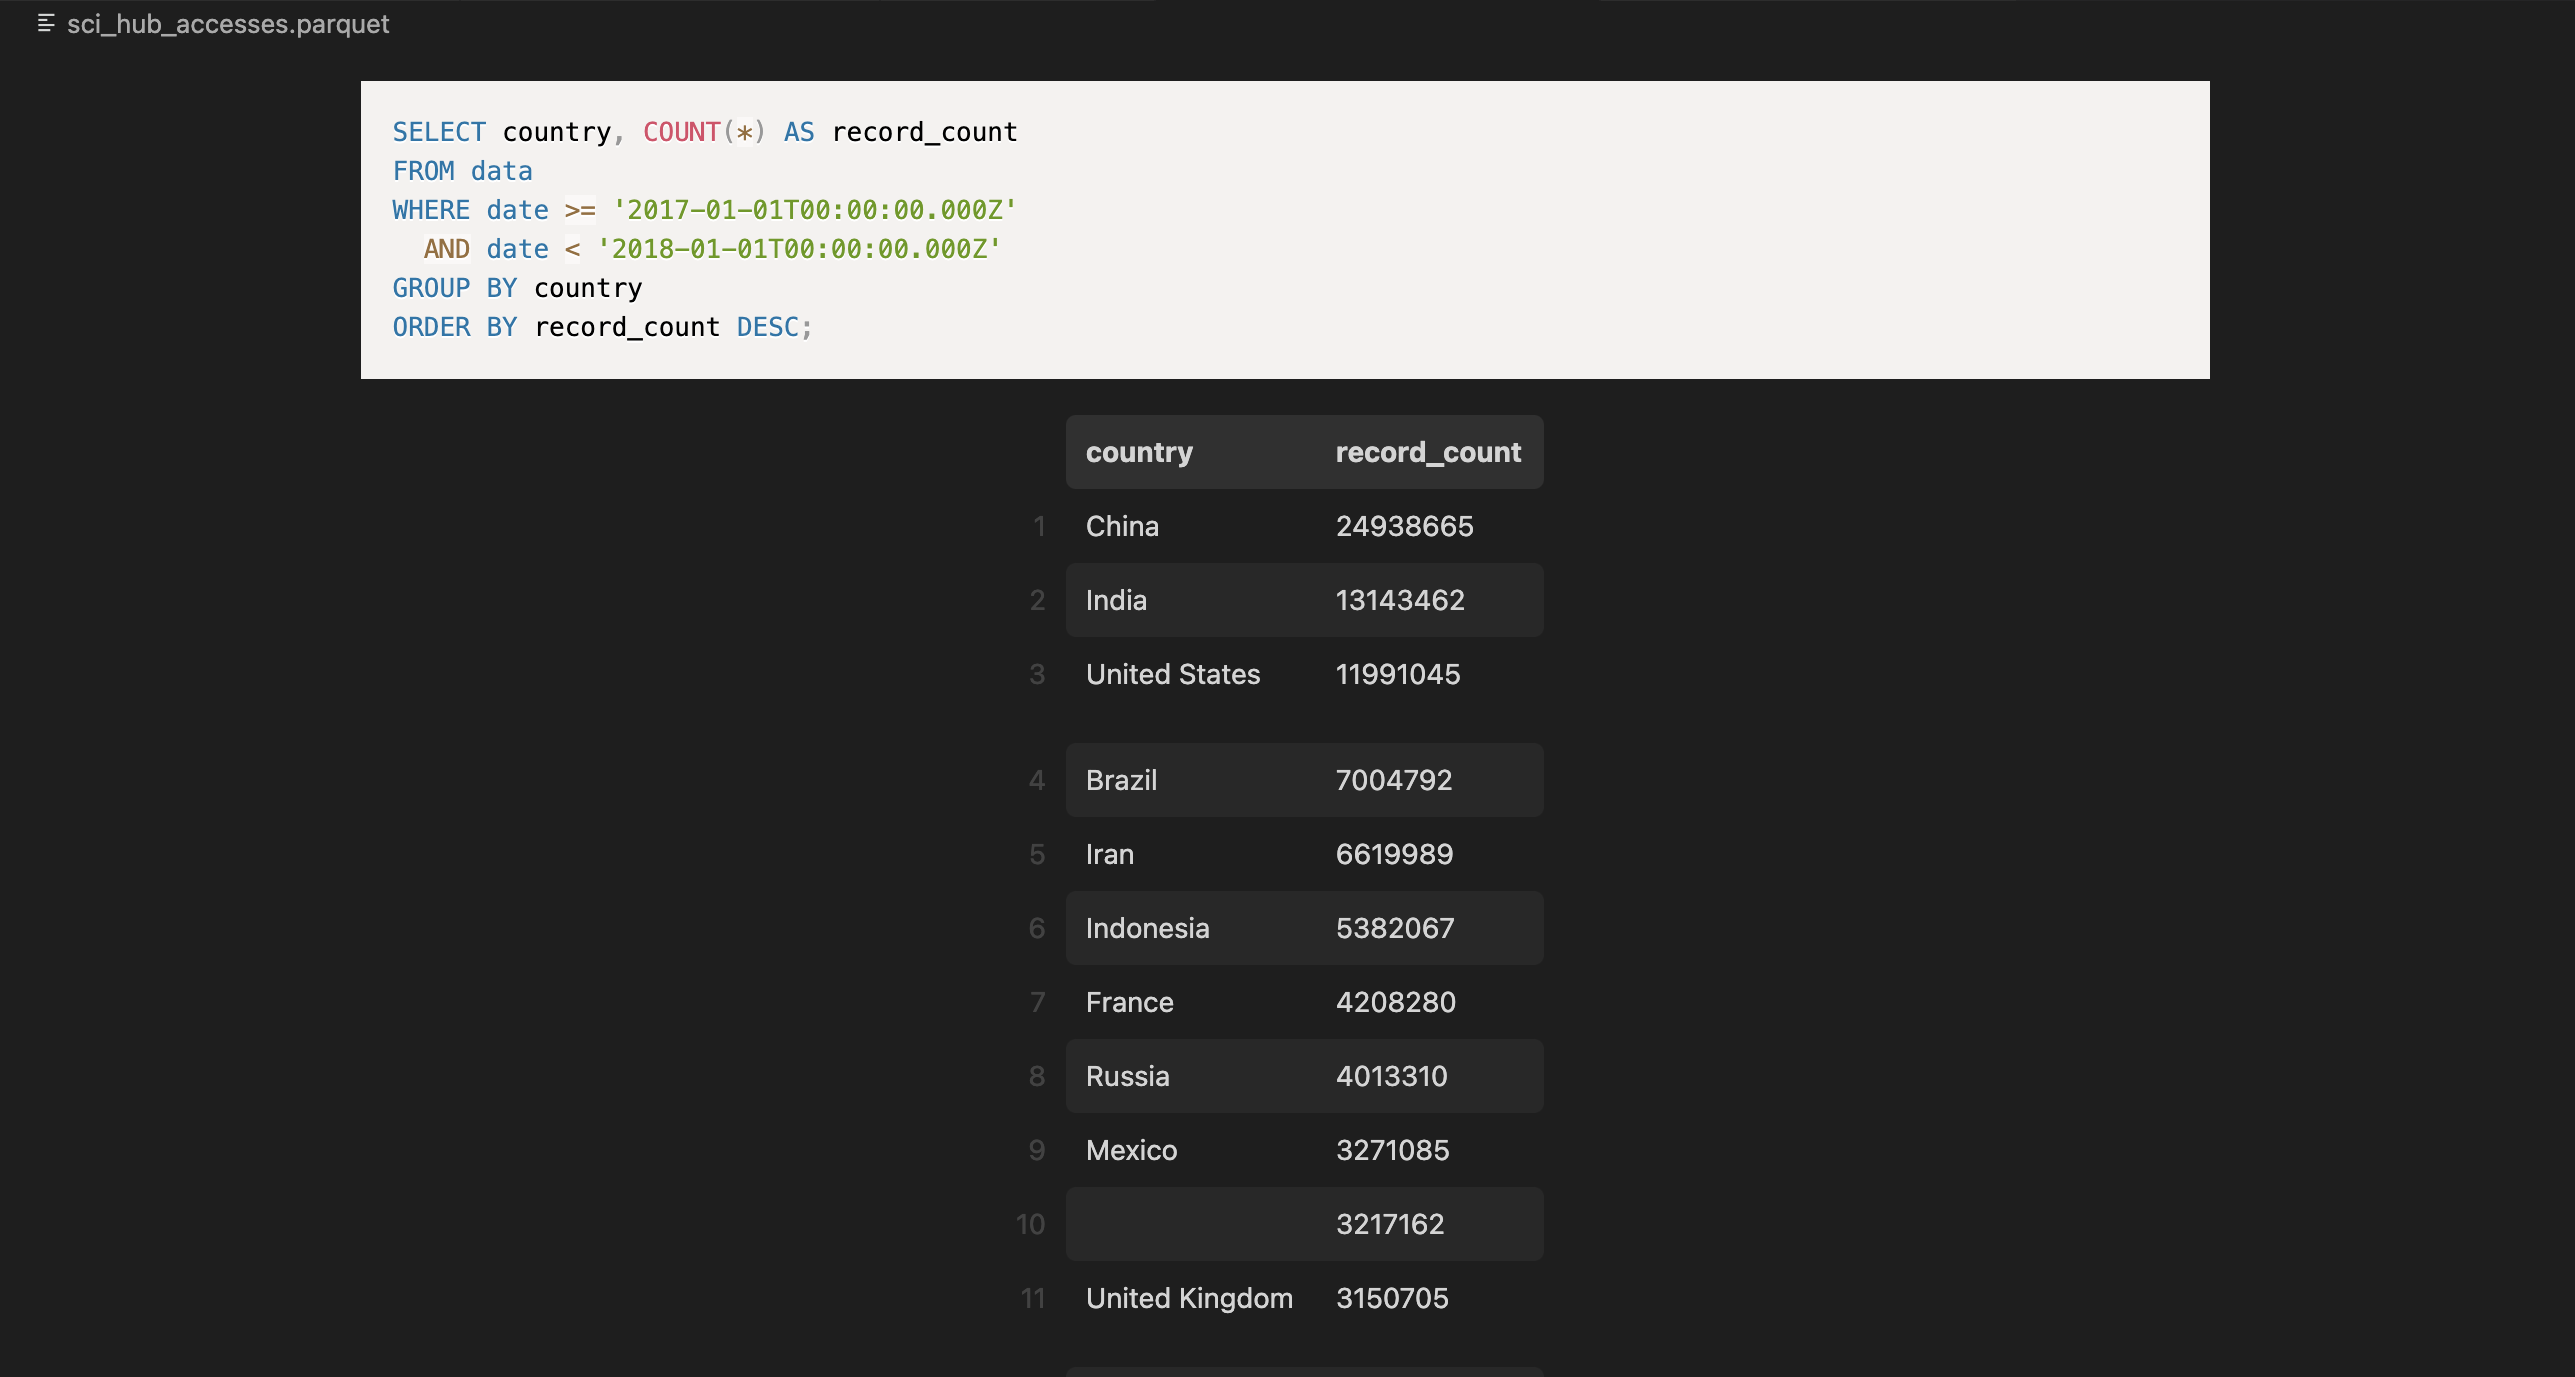 sci_hub_accesses.parquet
SELECT country, COUNT(*) AS record_count
FROM data
WHERE date >= '2017-01-01T00:00:00.000Z'
  AND date < '2018-01-01T00:00:00.000Z'
GROUP BY country
ORDER BY record_count DESC;
country record_count
1 China 24938665
2 India 13143462
3 United States 11991045
4 Brazil 7004792
5 Iran 6619989
6 Indonesia 5382067
7 France 4208280
8 Russia 4013310
9 Mexico 3271085
10 3217162
11 United Kingdom 3150705